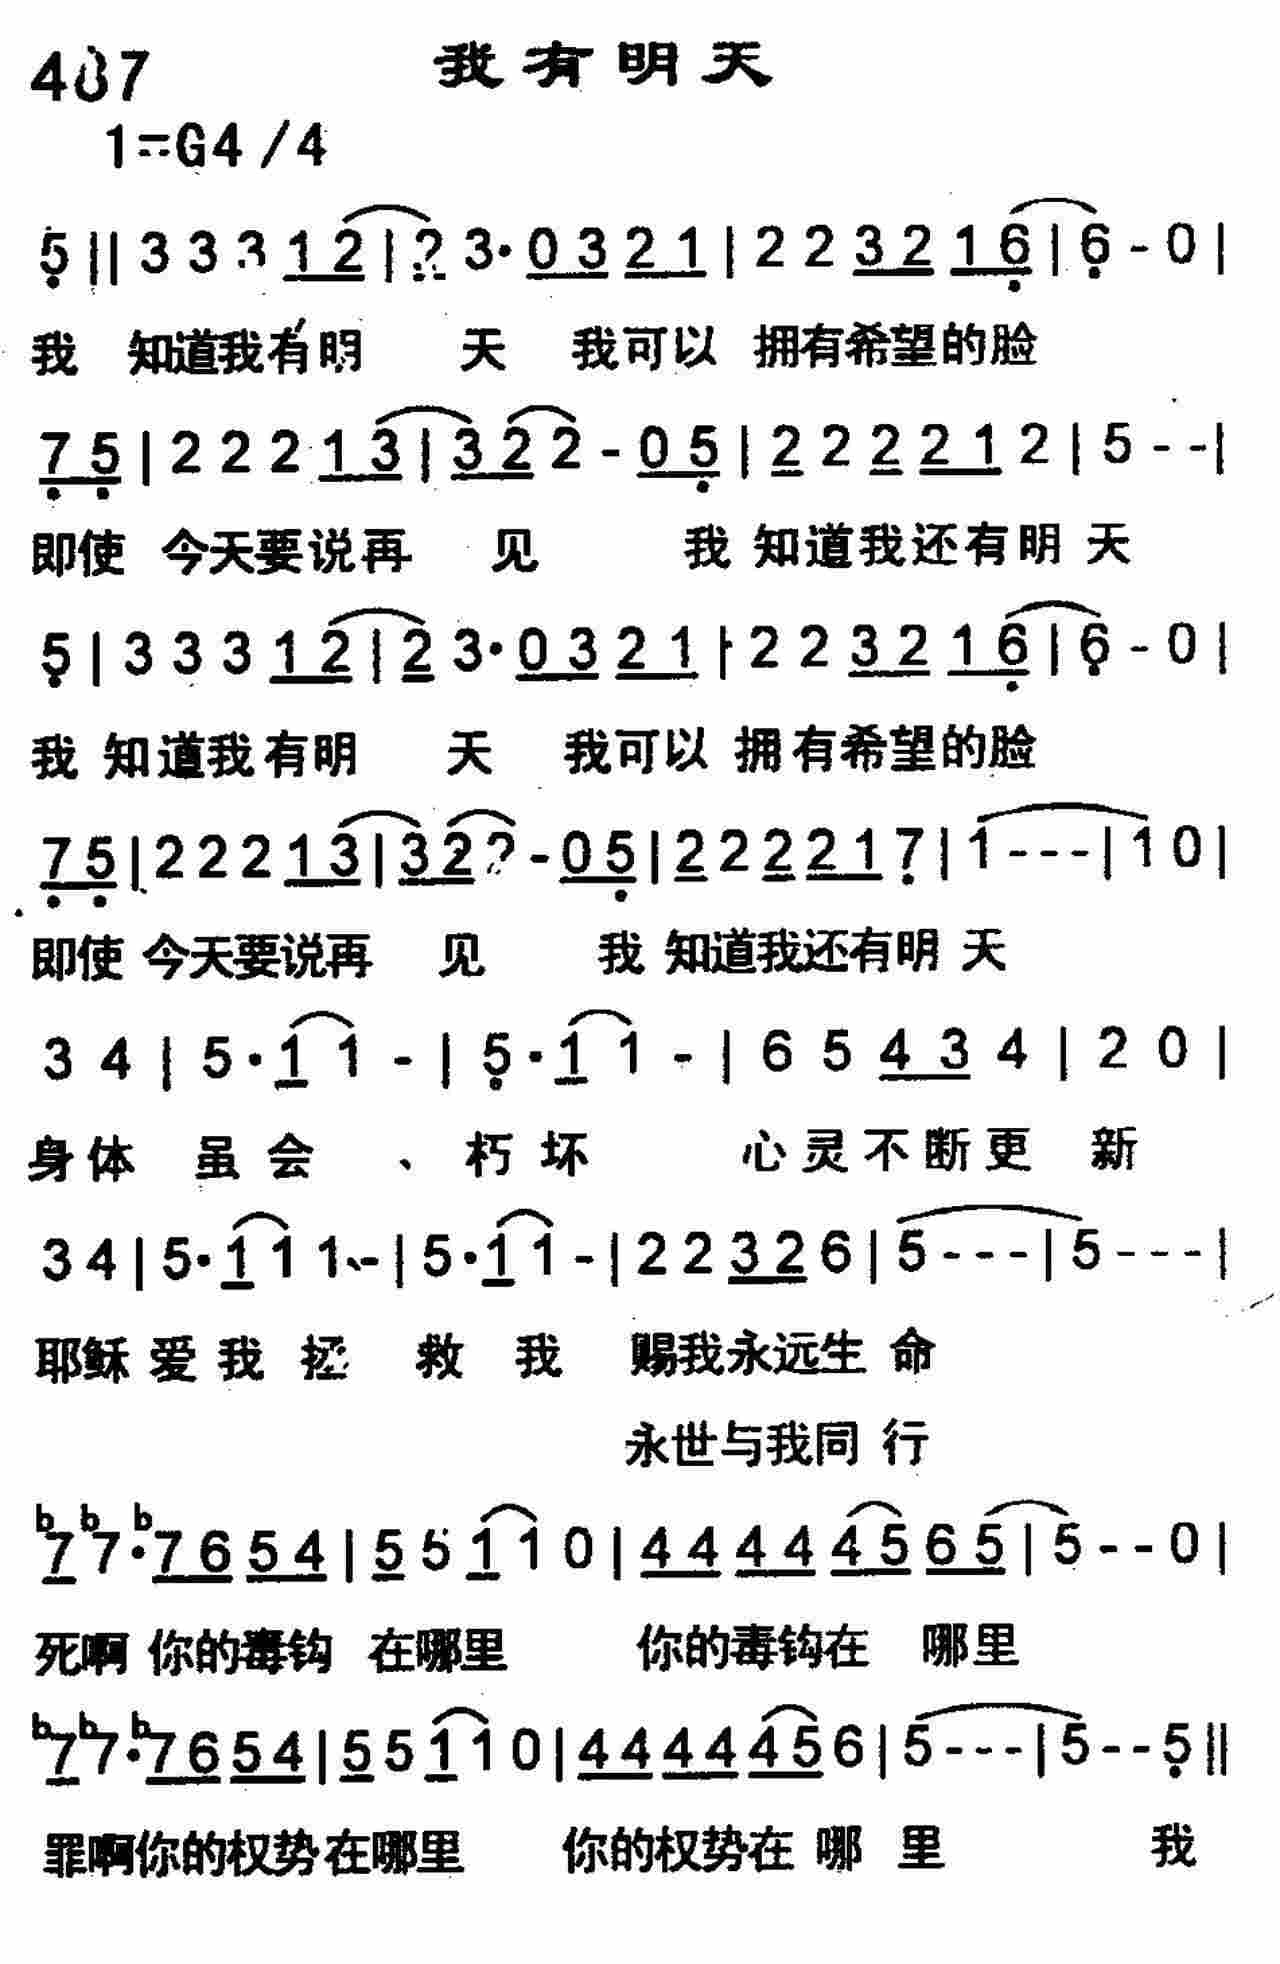 我有明天
1=G4/4
5̣ || 3 3 3 1 2 | 2 3· 0 3 2 1 | 2 2 3 2 1 6̣ | 6̣ - 0 |
我 知道我有明 天 我可以 拥有希望的脸
7̣ 5̣ | 2 2 2 1 3 | 3 2 2 - 0 5̣ | 2 2 2 2 1 2 | 5 - - |
即使 今天要说再 见 我 知道我还有明 天
5̣ | 3 3 3 1 2 | 2 3· 0 3 2 1 | 2 2 3 2 1 6̣ | 6̣ - 0 |
我 知道我有明 天 我可以 拥有希望的脸
7̣ 5̣ | 2 2 2 1 3 | 3 2 2 - 0 5̣ | 2 2 2 2 1 7̣ | 1 - - - | 1 0 |
即使 今天要说再 见 我 知道我还有明 天
3 4 | 5· 1 1 - | 5̣· 1 1 - | 6 5 4 3 4 | 2 0 |
身体 虽会 、 朽坏 心灵不断更 新
3 4 | 5· 1 1 1 - | 5· 1 1 - | 2 2 3 2 6 | 5 - - - | 5 - - - |
耶稣 爱我 拯 救 我 赐我永远生 命
永世与我同 行
b7 b7· b7 6 5 4 | 5 5 1 1 0 | 4 4 4 4 4 5 6 5 | 5 - - 0 |
死啊 你的毒钩 在哪里 你的毒钩在 哪里
b7 b7· b7 6 5 4 | 5 5 1 1 0 | 4 4 4 4 4 5 6 | 5 - - - | 5 - - 5̣ ||
罪啊你的权势在哪里 你的权势在 哪 里 我